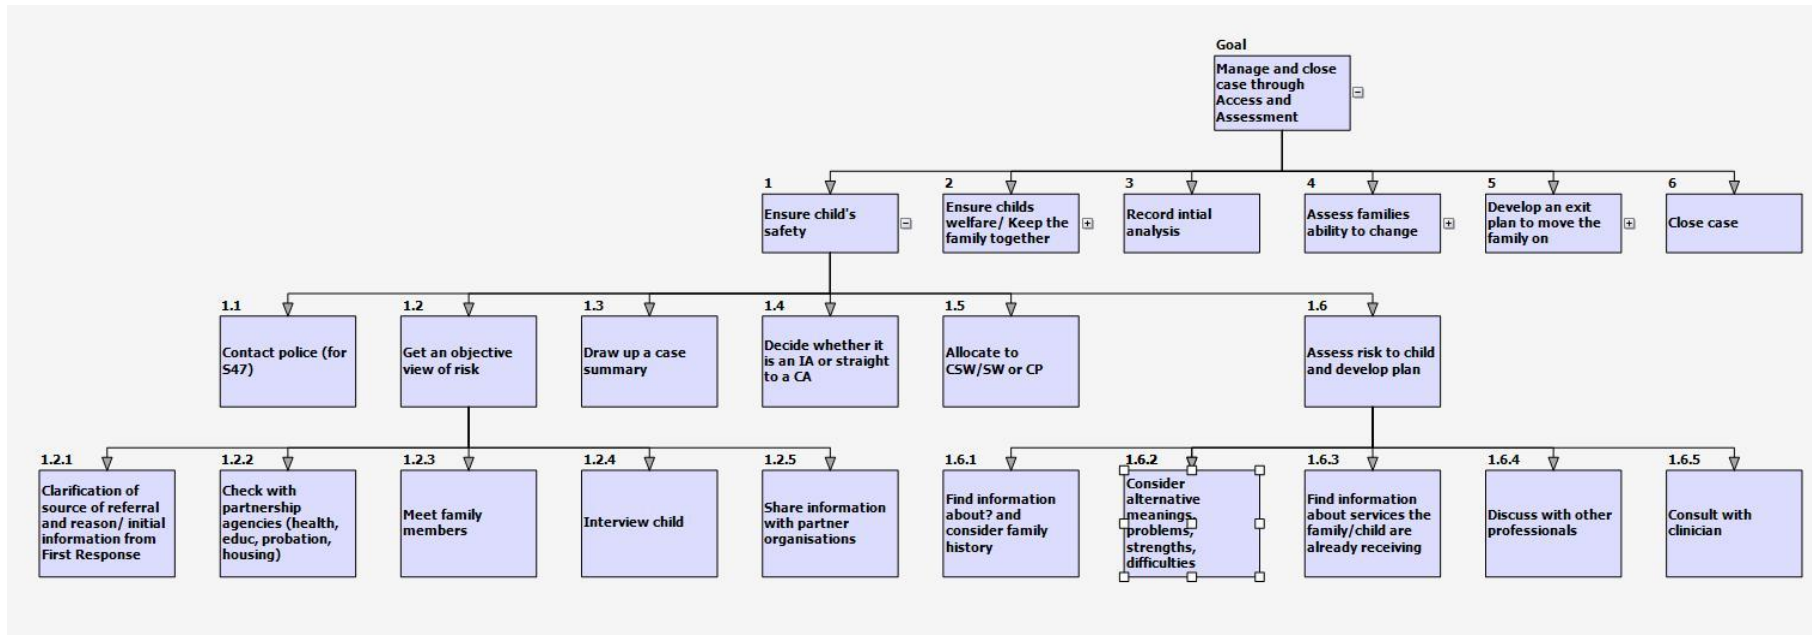 Goal
Manage and close
case through
Access and
Assessment
1
Ensure child's
safety
2
Ensure childs
welfare/ Keep the
family together
3
Record intial
analysis
4
Assess families
ability to change
5
Develop an exit
plan to move the
family on
6
Close case
1.1
Contact police (for
S47)
1.2
Get an objective
view of risk
1.3
Draw up a case
summary
1.4
Decide whether it
is an IA or straight
to a CA
1.5
Allocate to
CSW/SW or CP
1.6
Assess risk to child
and develop plan
1.2.1
Clarification of
source of referral
and reason/ initial
information from
First Response
1.2.2
Check with
partnership
agencies (health,
educ, probation,
housing)
1.2.3
Meet family
members
1.2.4
Interview child
1.2.5
Share information
with partner
organisations
1.6.1
Find information
about? and
consider family
history
1.6.2
Consider
alternative
meanings,
problems,
strengths,
difficulties
1.6.3
Find information
about services the
family/child are
already receiving
1.6.4
Discuss with other
professionals
1.6.5
Consult with
clinician